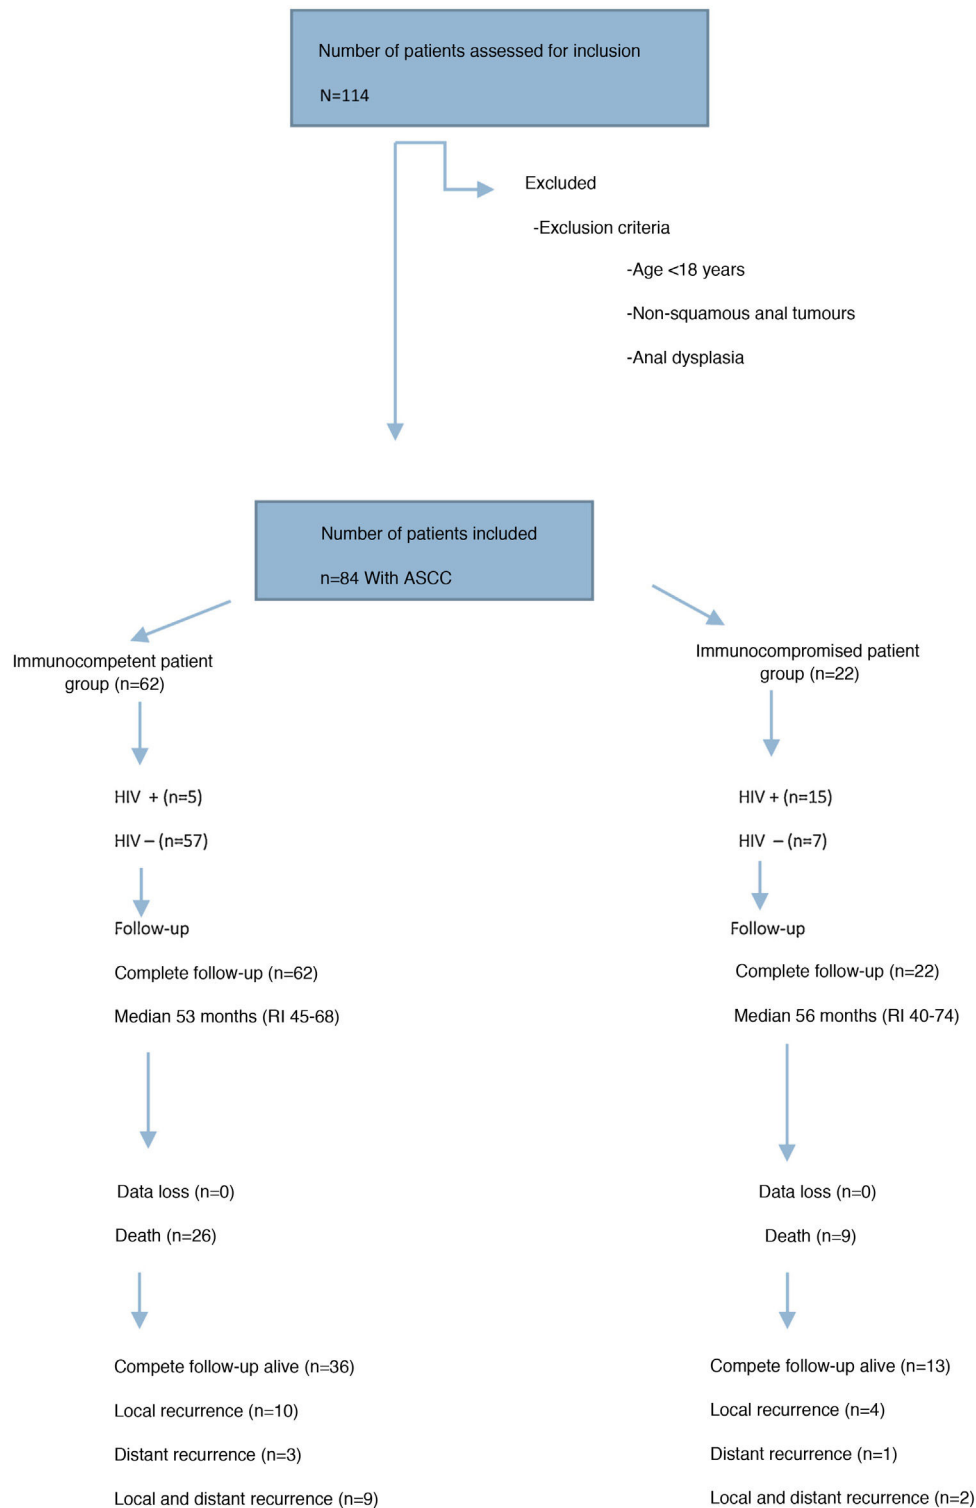 Number of patients assessed for inclusion
N=114
Excluded
-Exclusion criteria
-Age <18 years
-Non-squamous anal tumours
-Anal dysplasia
Number of patients included
n=84 With ASCC
Immunocompetent patient
group (n=62)
HIV + (n=5)
HIV – (n=57)
Follow-up
Complete follow-up (n=62)
Median 53 months (RI 45-68)
Data loss (n=0)
Death (n=26)
Compete follow-up alive (n=36)
Local recurrence (n=10)
Distant recurrence (n=3)
Local and distant recurrence (n=9)
Immunocompromised patient
group (n=22)
HIV + (n=15)
HIV – (n=7)
Follow-up
Complete follow-up (n=22)
Median 56 months (RI 40-74)
Data loss (n=0)
Death (n=9)
Compete follow-up alive (n=13)
Local recurrence (n=4)
Distant recurrence (n=1)
Local and distant recurrence (n=2)